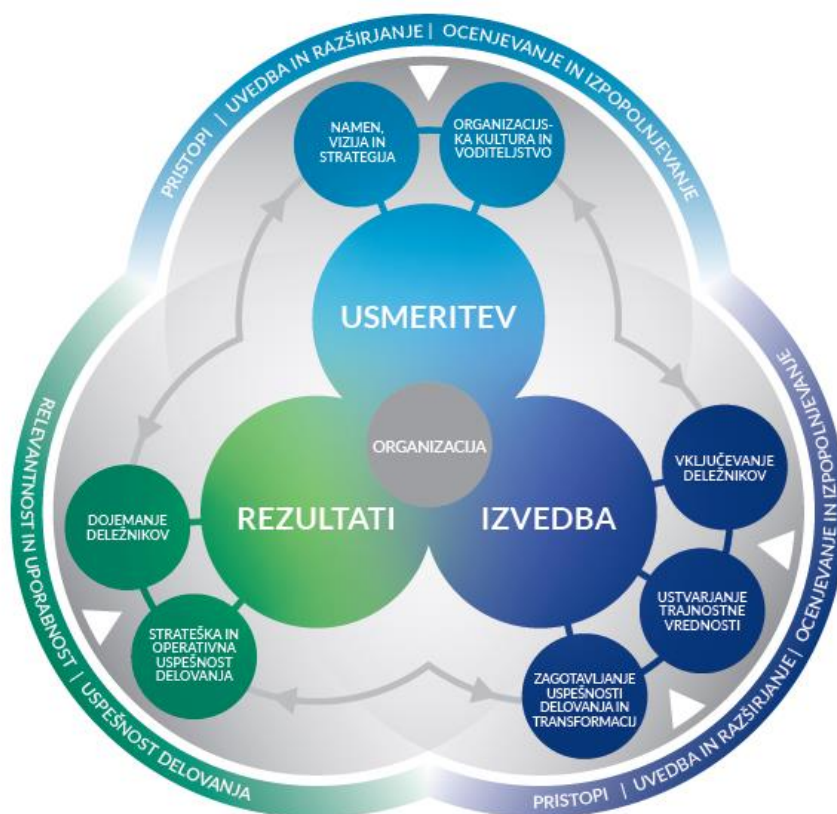 PRISTOPI | UVEDBA IN RAZŠIRJANJE | OCENJEVANJE IN IZPOPOLNJEVANJE
NAMEN,
VIZIJA IN
STRATEGIJA
ORGANIZACIJS-
KA KULTURA IN
VODITELJSTVO
USMERITEV
ORGANIZACIJA
REZULTATI
IZVEDBA
DOJEMANJE
DELEŽNIKOV
STRATEŠKA IN
OPERATIVNA
USPEŠNOST
DELOVANJA
VKLJUČEVANJE
DELEŽNIKOV
USTVARJANJE
TRAJNOSTNE
VREDNOSTI
ZAGOTAVLJANJE
USPEŠNOSTI
DELOVANJA IN
TRANSFORMACIJ
RELEVANTNOST IN UPORABNOST | USPEŠNOST DELOVANJA
PRISTOPI | UVEDBA IN RAZŠIRJANJE | OCENJEVANJE IN IZPOPOLNJEVANJE